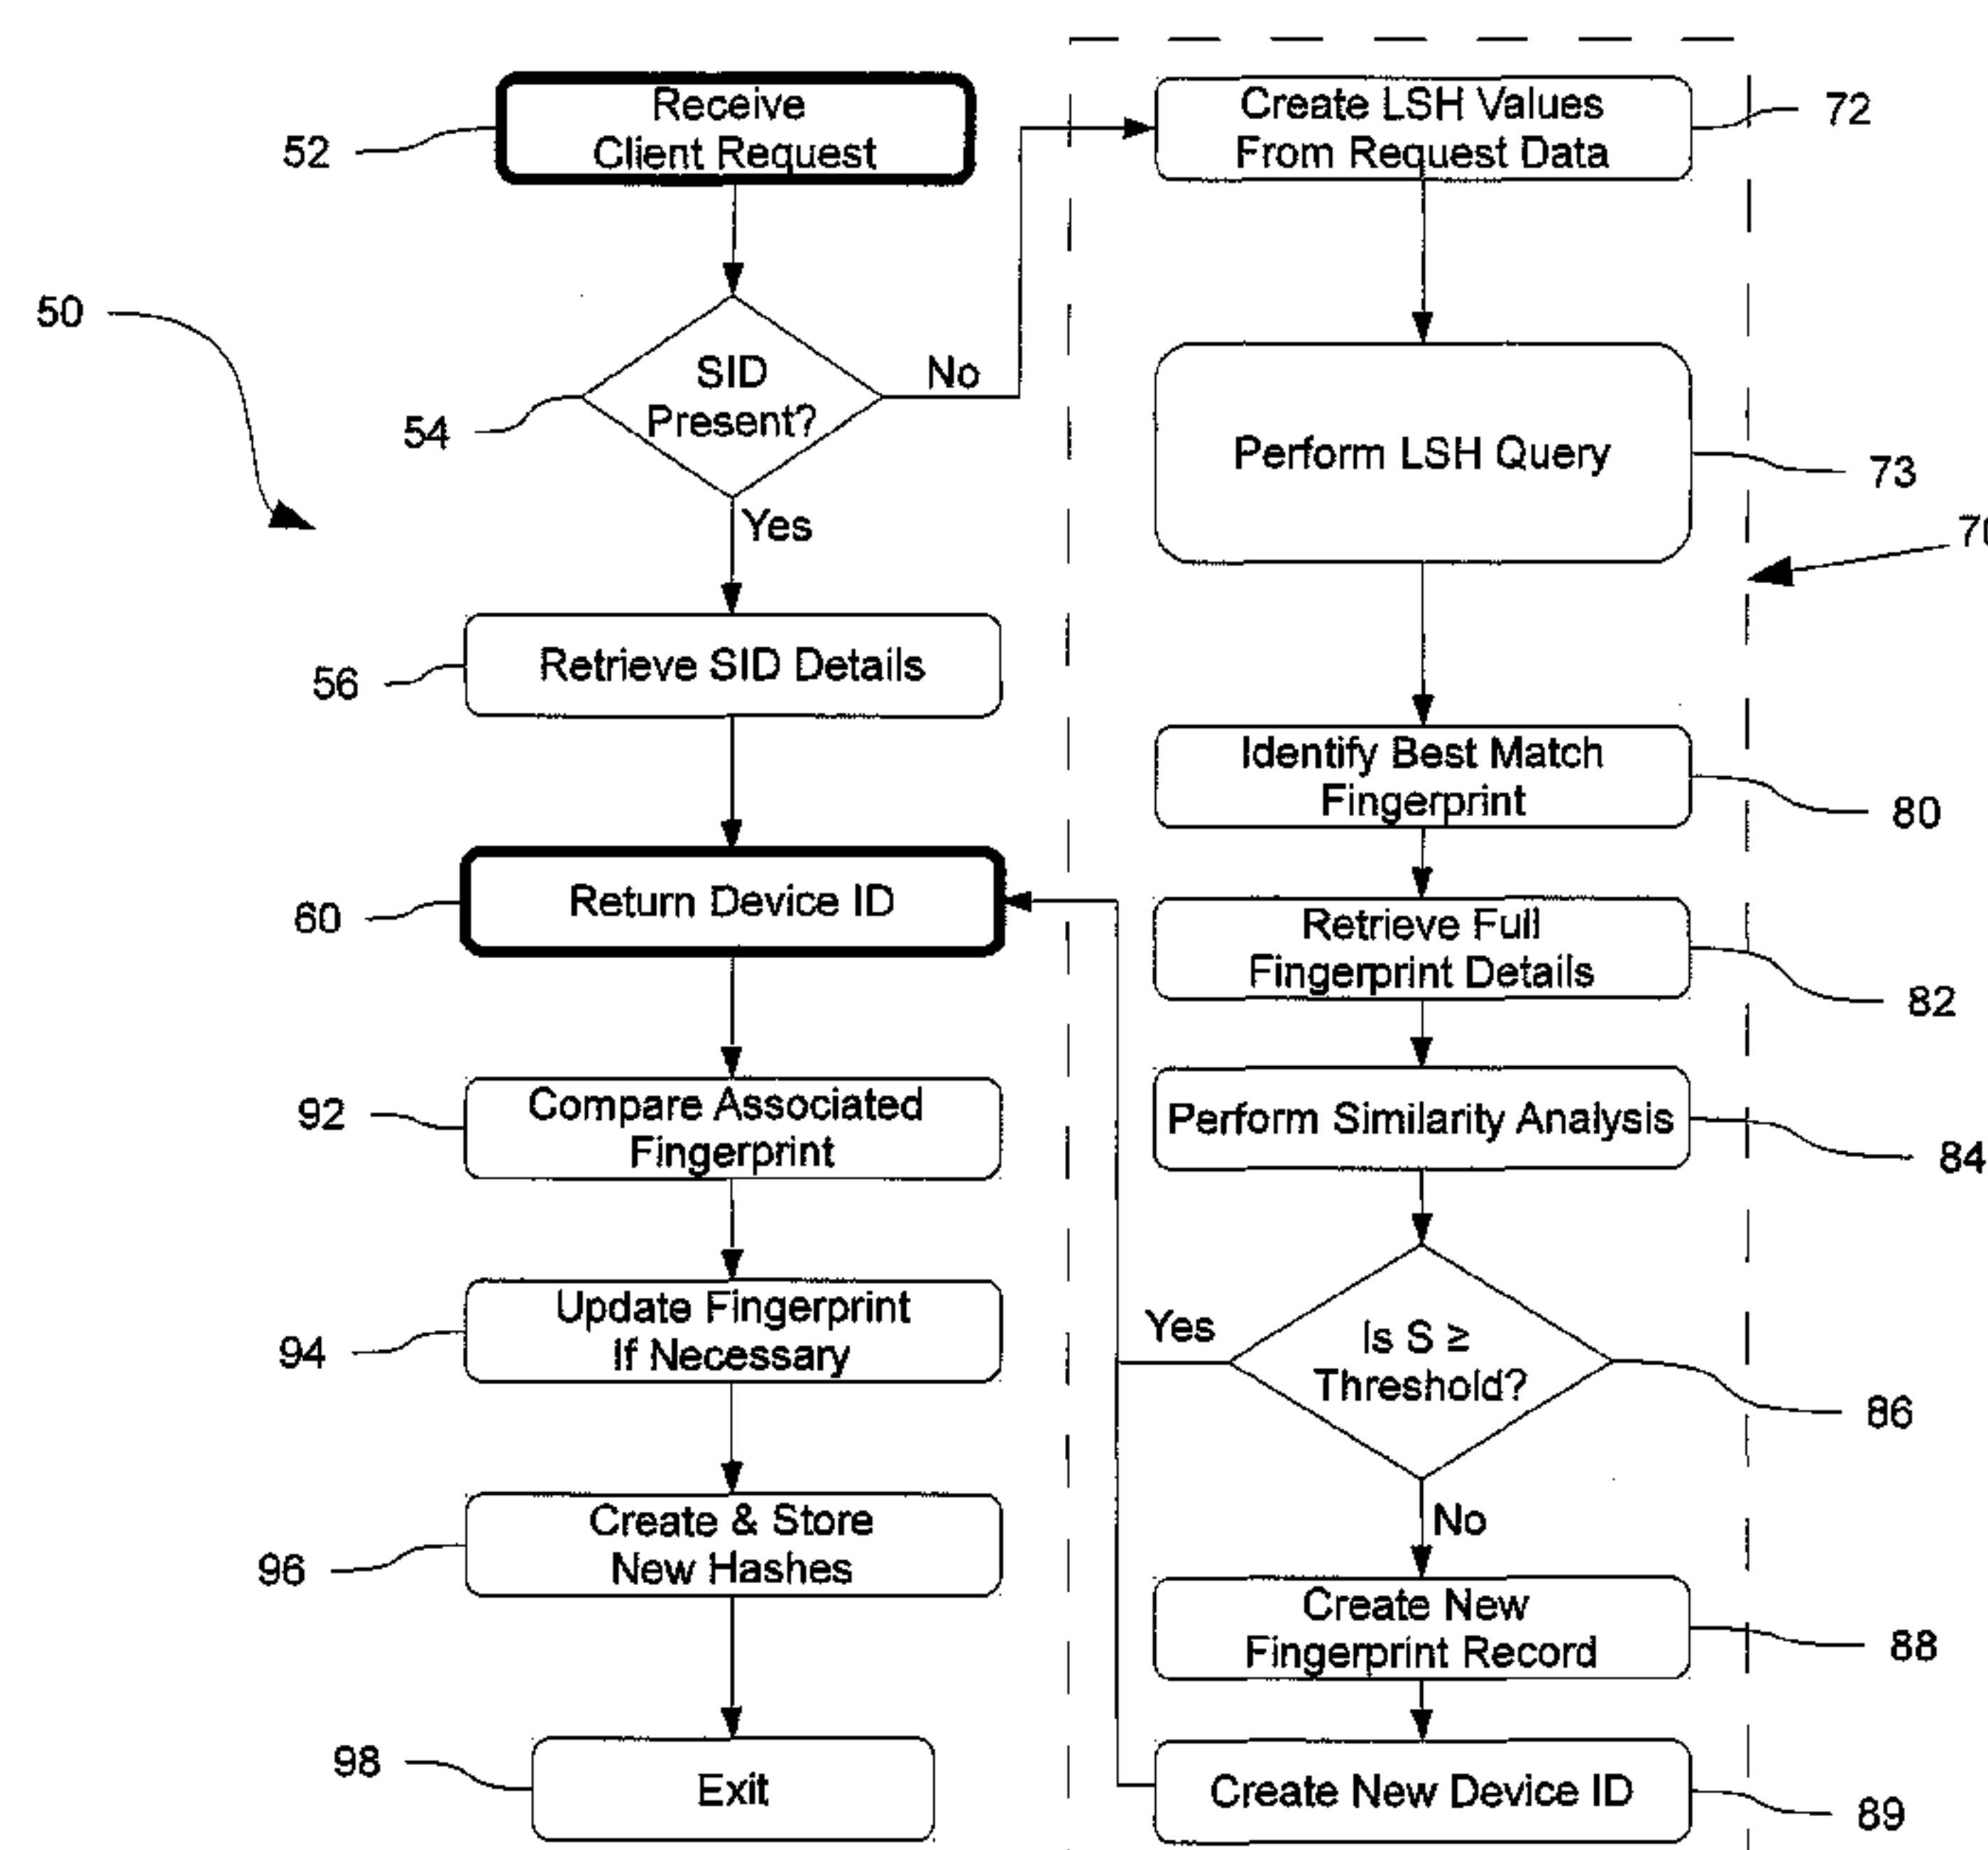 Receive
Client Request
52
SID
Present?
No
54
50
Yes
Retrieve SID Details
56
Return Device ID
60
Compare Associated
Fingerprint
92
Update Fingerprint
If Necessary
94
Create & Store
New Hashes
96
Exit
98
Create LSH Values
From Request Data
72
Perform LSH Query
73
Identify Best Match
Fingerprint
80
Retrieve Full
Fingerprint Details
82
Perform Similarity Analysis
84
Is S ≥
Threshold?
Yes
86
No
Create New
Fingerprint Record
88
Create New Device ID
89